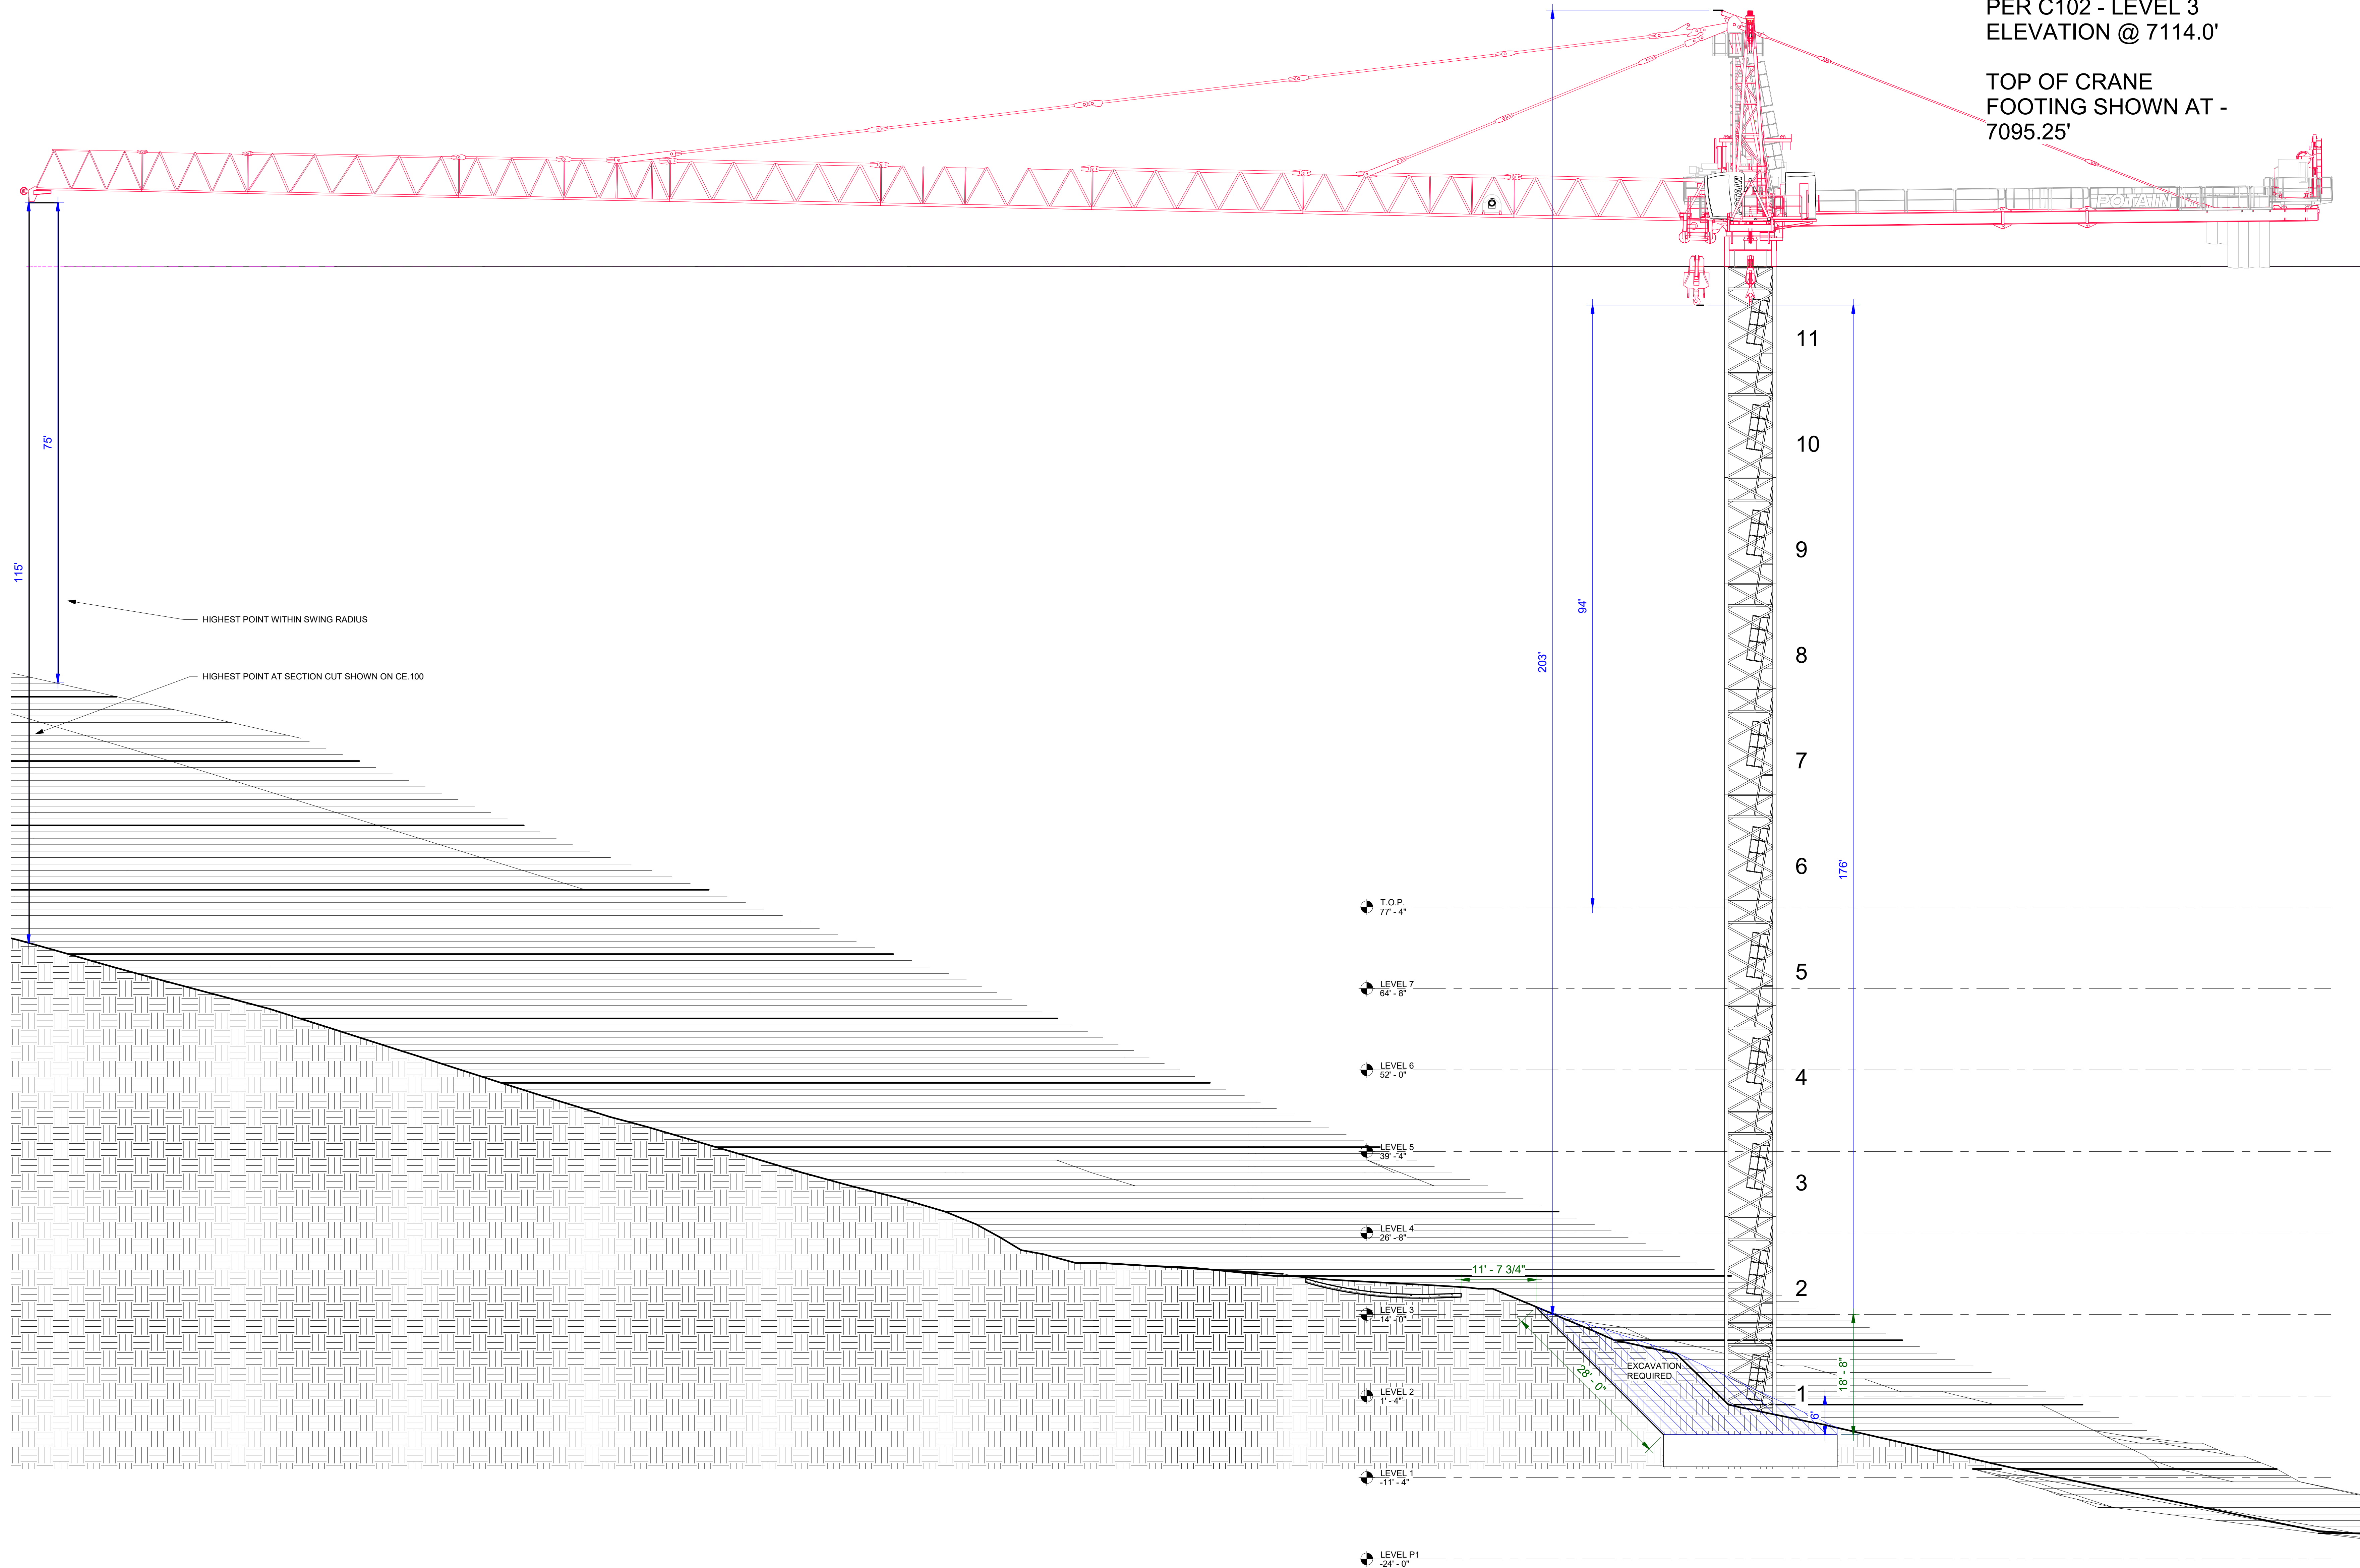 PER C102 - LEVEL 3
ELEVATION @ 7114.0'
TOP OF CRANE
FOOTING SHOWN AT -
7095.25'
POTAIN
POTAIN
11
10
9
8
7
6
5
4
3
2
1
75'
115'
203'
94'
176'
HIGHEST POINT WITHIN SWING RADIUS
HIGHEST POINT AT SECTION CUT SHOWN ON CE.100
T.O.P.
77' - 4"
LEVEL 7
64' - 8"
LEVEL 6
52' - 0"
LEVEL 5
39' - 4"
LEVEL 4
26' - 8"
11' - 7 3/4"
LEVEL 3
14' - 0"
28' - 0"
EXCAVATION
REQUIRED
18' - 8"
6'
LEVEL 2
1' - 4"
LEVEL 1
-11' - 4"
LEVEL P1
-24' - 0"